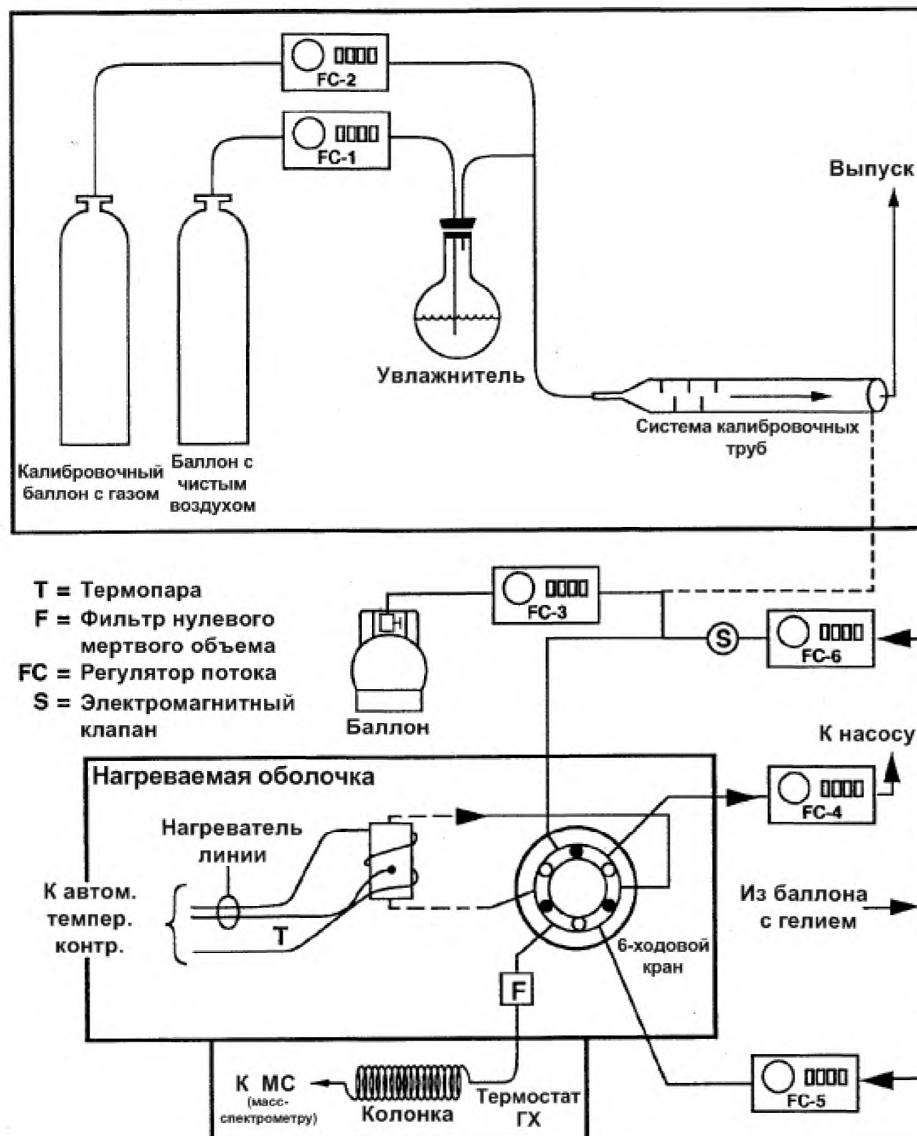 FC-2
FC-1
Выпуск
Увлажнитель
Система калибровочных
труб
Калибровочный
баллон с газом
Баллон с
чистым
воздухом
T = Термопара
F = Фильтр нулевого
мертвого объема
FC = Регулятор потока
S = Электромагнитный
клапан
FC-3
S
FC-6
Баллон
К насосу
FC-4
Нагреваемая оболочка
Нагреватель
линии
К автом.
темпер.
контр.
T
Из баллона
с гелием
6-ходовой
кран
F
FC-5
К МС
(масс-
спектрометру)
Колонка
Термостат
ГХ